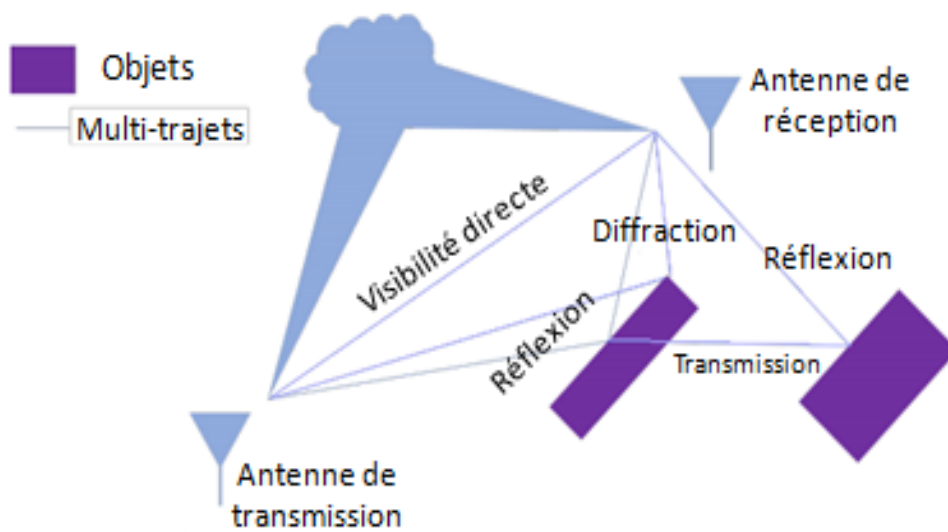 Objets
Multi-trajets
Antenne de
réception
Visibilité directe
Diffraction
Réflexion
Réflexion
Transmission
Antenne de
transmission